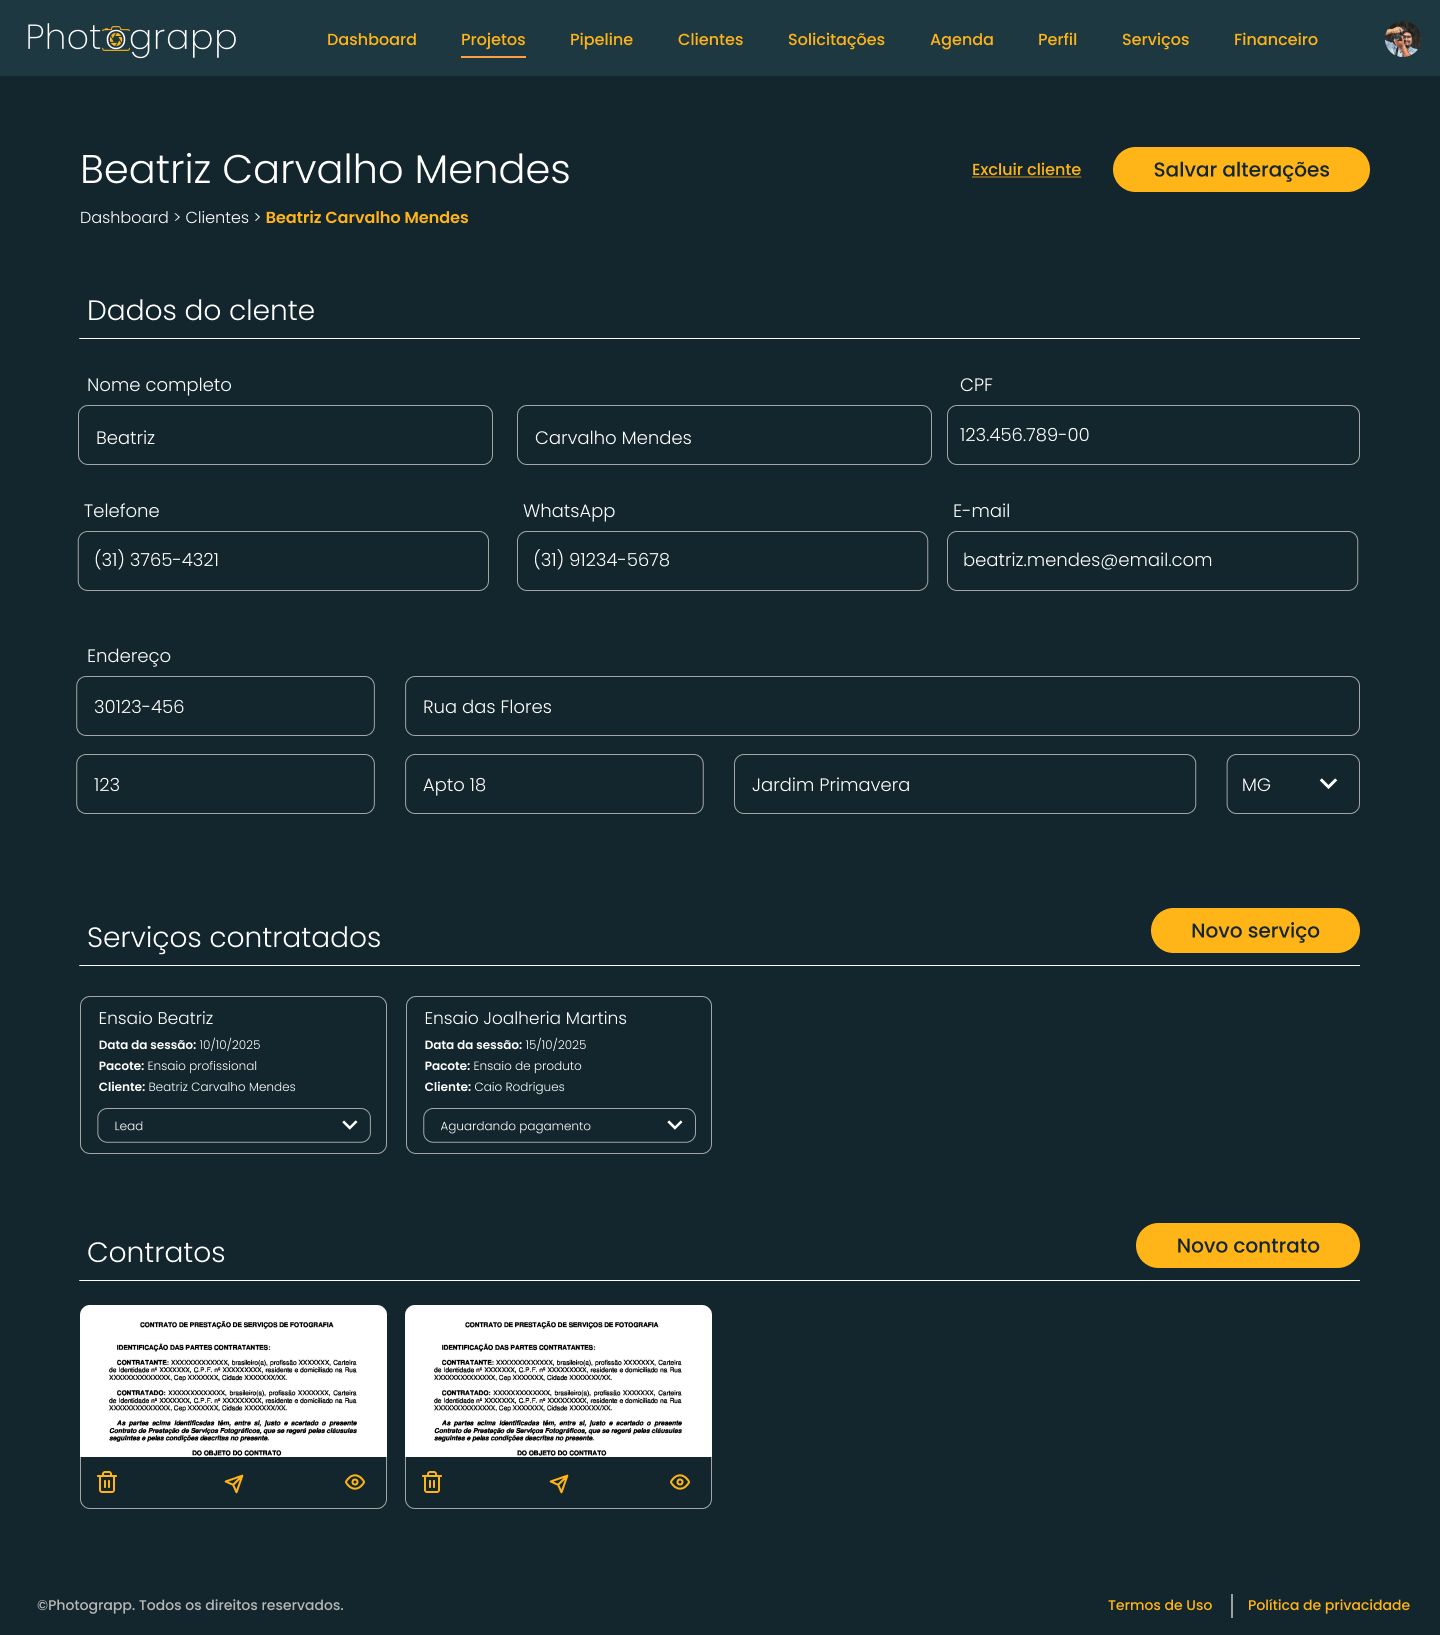 Photograpp
Dashboard Projetos Pipeline Clientes Solicitações Agenda Perfil Serviços Financeiro
Beatriz Carvalho Mendes
Excluir cliente
Salvar alterações
Dashboard > Clientes > Beatriz Carvalho Mendes
Dados do cliente
Nome completo
CPF
Beatriz
Carvalho Mendes
123.456.789-00
Telefone
WhatsApp
E-mail
(31) 3765-4321
(31) 91234-5678
beatriz.mendes@email.com
Endereço
30123-456
Rua das Flores
123
Apto 18
Jardim Primavera
MG
Serviços contratados
Novo serviço
Ensaio Beatriz
Data da sessão: 10/10/2025
Pacote: Ensaio profissional
Cliente: Beatriz Carvalho Mendes
Lead
Ensaio Joalheria Martins
Data da sessão: 15/10/2025
Pacote: Ensaio de produto
Cliente: Caio Rodrigues
Aguardando pagamento
Contratos
Novo contrato
CONTRATO DE PRESTAÇÃO DE SERVIÇOS DE FOTOGRAFIA
IDENTIFICAÇÃO DAS PARTES CONTRATANTES:
CONTRATANTE: XXXXXXXXXXXXX, brasileiro(a), profissão XXXXXXX, Carteira
de Identidade nº XXXXXXX, C.P.F. nº XXXXXXXXX, residente e domiciliado na Rua
XXXXXXXXXXXXXX, Cep XXXXXXX, Cidade XXXXXXX/XX.
CONTRATADO: XXXXXXXXXXXXX, brasileiro(a), profissão XXXXXXX, Carteira
de Identidade nº XXXXXXX, C.P.F. nº XXXXXXXXX, residente e domiciliado na Rua
XXXXXXXXXXXXXX, Cep XXXXXXX, Cidade XXXXXXX/XX.
As partes acima identificadas têm, entre si, justo e acertado o presente
Contrato de Prestação de Serviços Fotográficos, que se regerá pelas cláusulas
seguintes e pelas condições descritas no presente.
DO OBJETO DO CONTRATO
CONTRATO DE PRESTAÇÃO DE SERVIÇOS DE FOTOGRAFIA
IDENTIFICAÇÃO DAS PARTES CONTRATANTES:
CONTRATANTE: XXXXXXXXXXXXX, brasileiro(a), profissão XXXXXXX, Carteira
de Identidade nº XXXXXXX, C.P.F. nº XXXXXXXXX, residente e domiciliado na Rua
XXXXXXXXXXXXXX, Cep XXXXXXX, Cidade XXXXXXX/XX.
CONTRATADO: XXXXXXXXXXXXX, brasileiro(a), profissão XXXXXXX, Carteira
de Identidade nº XXXXXXX, C.P.F. nº XXXXXXXXX, residente e domiciliado na Rua
XXXXXXXXXXXXXX, Cep XXXXXXX, Cidade XXXXXXX/XX.
As partes acima identificadas têm, entre si, justo e acertado o presente
Contrato de Prestação de Serviços Fotográficos, que se regerá pelas cláusulas
seguintes e pelas condições descritas no presente.
DO OBJETO DO CONTRATO
©Photograpp. Todos os direitos reservados.
Termos de Uso
Política de privacidade